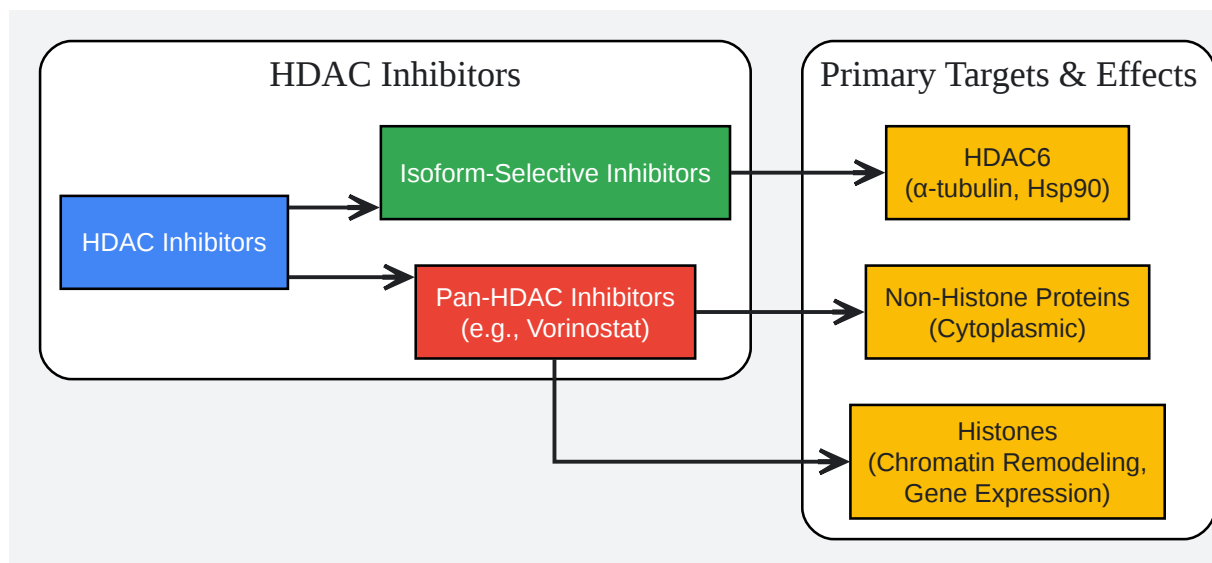 HDAC Inhibitors
Primary Targets & Effects
HDAC Inhibitors
Isoform-Selective Inhibitors
Pan-HDAC Inhibitors
(e.g., Vorinostat)
HDAC6
(α-tubulin, Hsp90)
Non-Histone Proteins
(Cytoplasmic)
Histones
(Chromatin Remodeling,
Gene Expression)